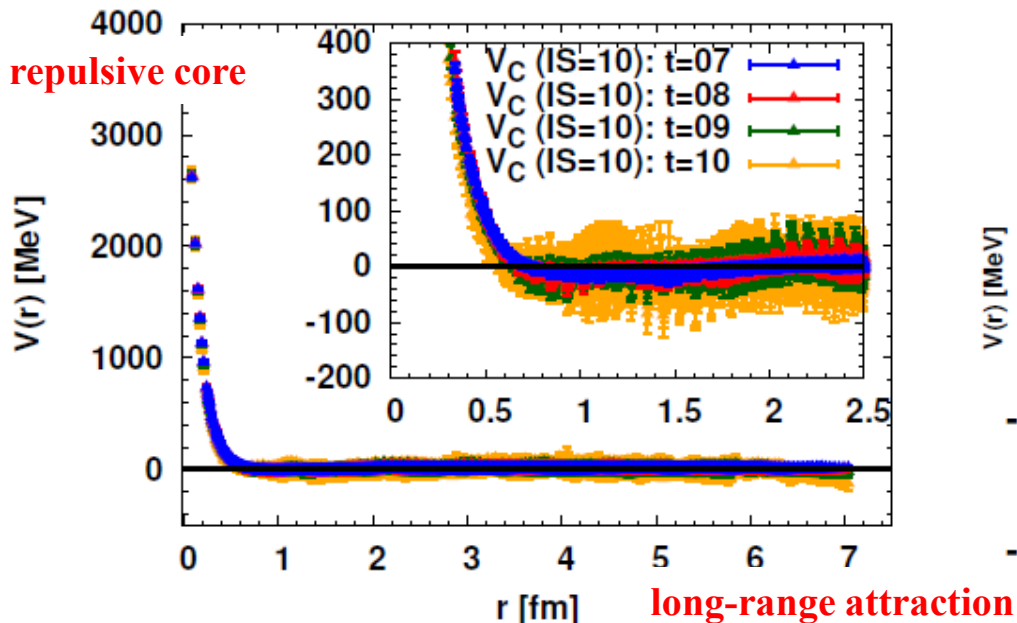 4000
repulsive core
3000
2000
1000
0
V(r) [MeV]
400
300
200
100
0
-100
-200
V_C (IS=10): t=07
V_C (IS=10): t=08
V_C (IS=10): t=09
V_C (IS=10): t=10
0 0.5 1 1.5 2 2.5
V(r) [MeV]
0 1 2 3 4 5 6 7
r [fm]
long-range attraction